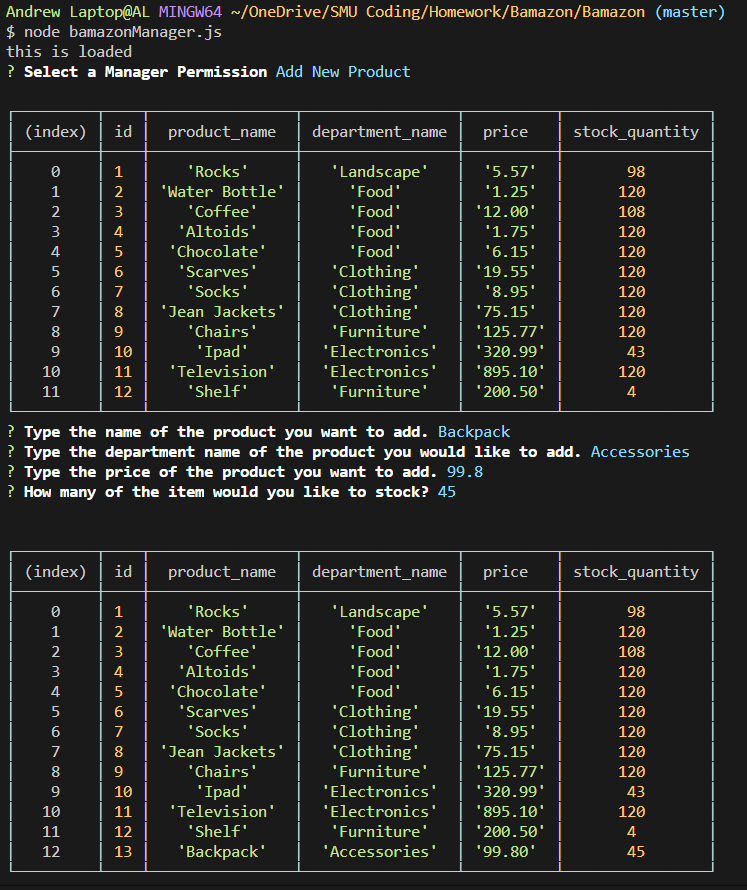 Andrew Laptop@AL MINGW64 ~/OneDrive/SMU Coding/Homework/Bamazon/Bamazon (master)
$ node bamazonManager.js
this is loaded
? Select a Manager Permission Add New Product
(index) id product_name department_name price stock_quantity
0 1 'Rocks' 'Landscape' '5.57' 98
1 2 'Water Bottle' 'Food' '1.25' 120
2 3 'Coffee' 'Food' '12.00' 108
3 4 'Altoids' 'Food' '1.75' 120
4 5 'Chocolate' 'Food' '6.15' 120
5 6 'Scarves' 'Clothing' '19.55' 120
6 7 'Socks' 'Clothing' '8.95' 120
7 8 'Jean Jackets' 'Clothing' '75.15' 120
8 9 'Chairs' 'Furniture' '125.77' 120
9 10 'Ipad' 'Electronics' '320.99' 43
10 11 'Television' 'Electronics' '895.10' 120
11 12 'Shelf' 'Furniture' '200.50' 4
? Type the name of the product you want to add. Backpack
? Type the department name of the product you would like to add. Accessories
? Type the price of the product you want to add. 99.8
? How many of the item would you like to stock? 45
(index) id product_name department_name price stock_quantity
0 1 'Rocks' 'Landscape' '5.57' 98
1 2 'Water Bottle' 'Food' '1.25' 120
2 3 'Coffee' 'Food' '12.00' 108
3 4 'Altoids' 'Food' '1.75' 120
4 5 'Chocolate' 'Food' '6.15' 120
5 6 'Scarves' 'Clothing' '19.55' 120
6 7 'Socks' 'Clothing' '8.95' 120
7 8 'Jean Jackets' 'Clothing' '75.15' 120
8 9 'Chairs' 'Furniture' '125.77' 120
9 10 'Ipad' 'Electronics' '320.99' 43
10 11 'Television' 'Electronics' '895.10' 120
11 12 'Shelf' 'Furniture' '200.50' 4
12 13 'Backpack' 'Accessories' '99.80' 45